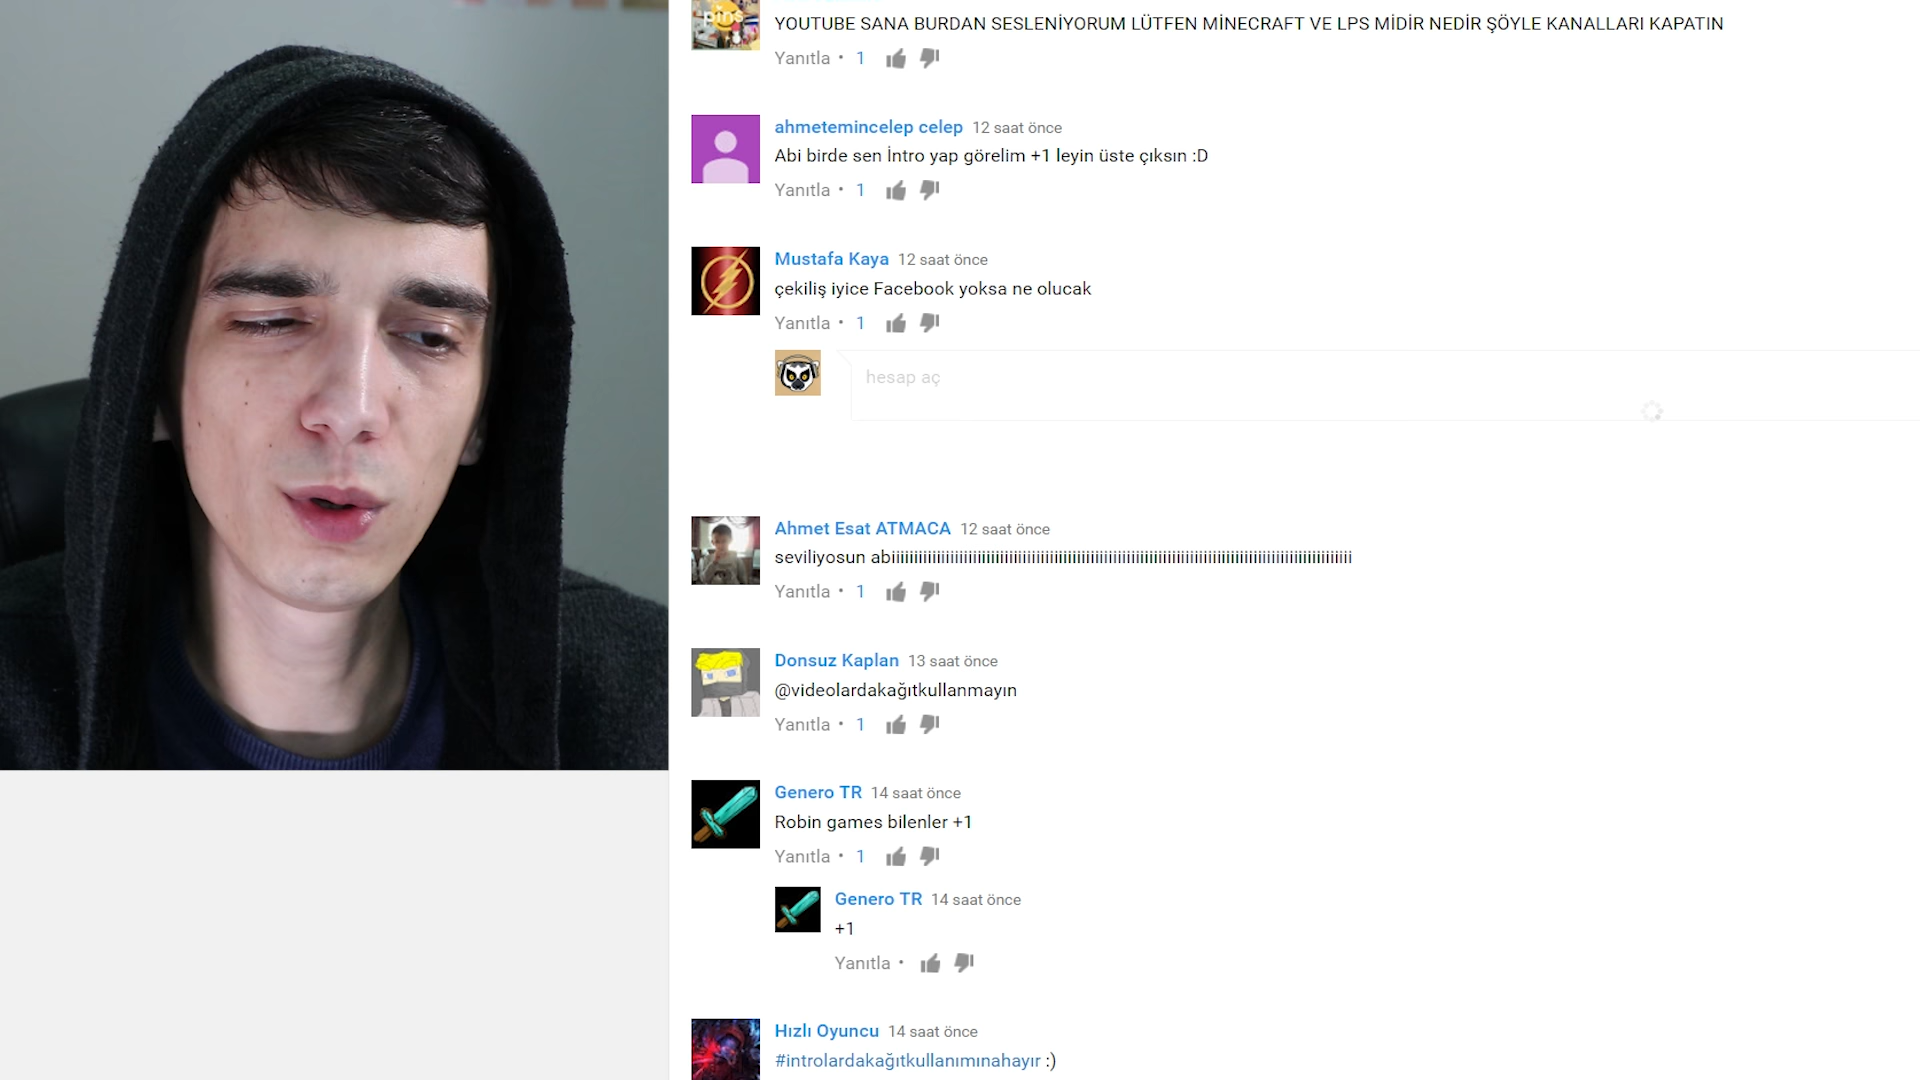 pins
YOUTUBE SANA BURDAN SESLENİYORUM LÜTFEN MİNECRAFT VE LPS MİDİR NEDİR ŞÖYLE KANALLARI KAPATIN
Yanıtla • 1
ahmetemincelep celep 12 saat önce
Abi birde sen İntro yap görelim +1 leyin üste çıksın :D
Yanıtla • 1
Mustafa Kaya 12 saat önce
çekiliş iyice Facebook yoksa ne olucak
Yanıtla • 1
hesap aç
Ahmet Esat ATMACA 12 saat önce
seviliyosun abiiiiiiiiiiiiiiiiiiiiiiiiiiiiiiiiiiiiiiiiiiiiiiiiiiiiiiiiiiiiiiiiiiiiiiiiiiiiiiiiiiiiiiiiiiiiiiiiiiiiii
Yanıtla • 1
Donsuz Kaplan 13 saat önce
@videolardakağıtkullanmayın
Yanıtla • 1
Genero TR 14 saat önce
Robin games bilenler +1
Yanıtla • 1
Genero TR 14 saat önce
+1
Yanıtla •
Hızlı Oyuncu 14 saat önce
#introlardakağıtkullanımınahayır :)